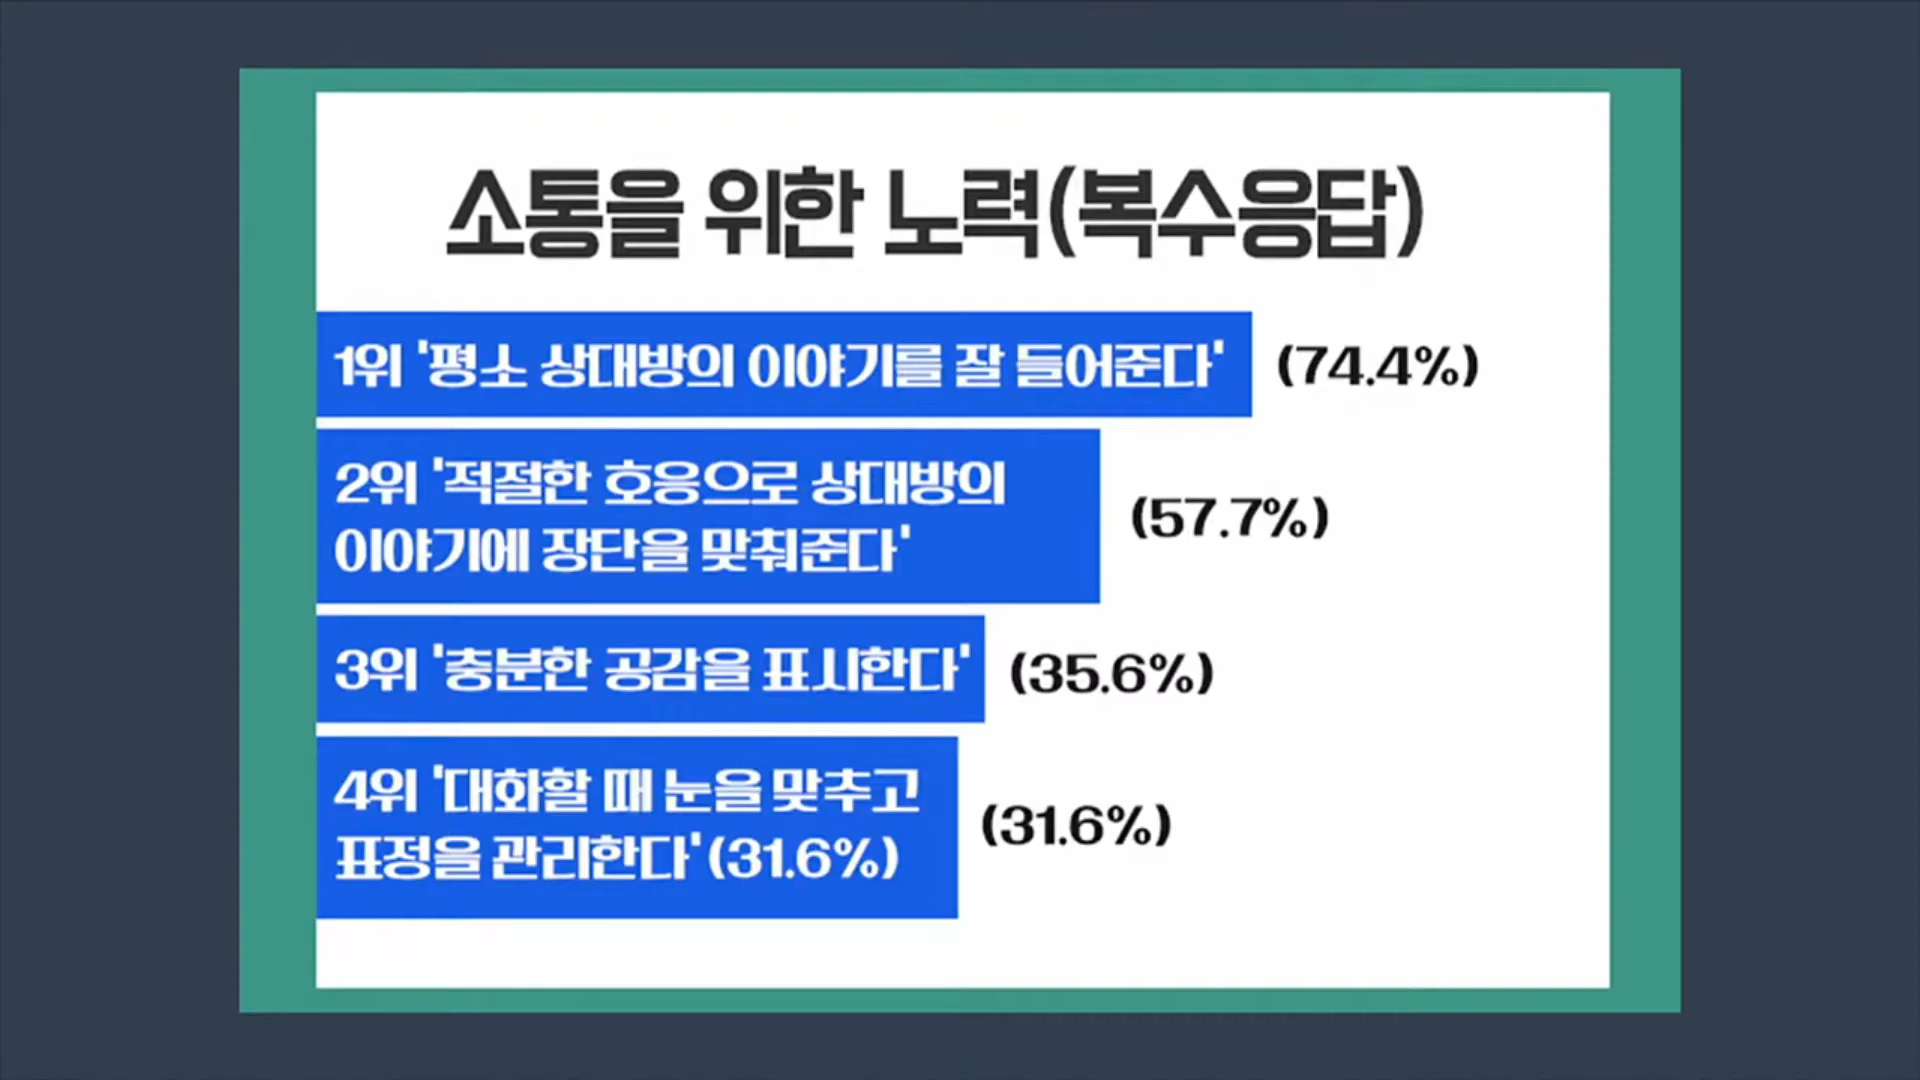 소통을 위한 노력(복수응답)
1위 '평소 상대방의 이야기를 잘 들어준다' (74.4%)
2위 '적절한 호응으로 상대방의
이야기에 장단을 맞춰준다' (57.7%)
3위 '충분한 공감을 표시한다' (35.6%)
4위 '대화할 때 눈을 맞추고
표정을 관리한다'(31.6%) (31.6%)